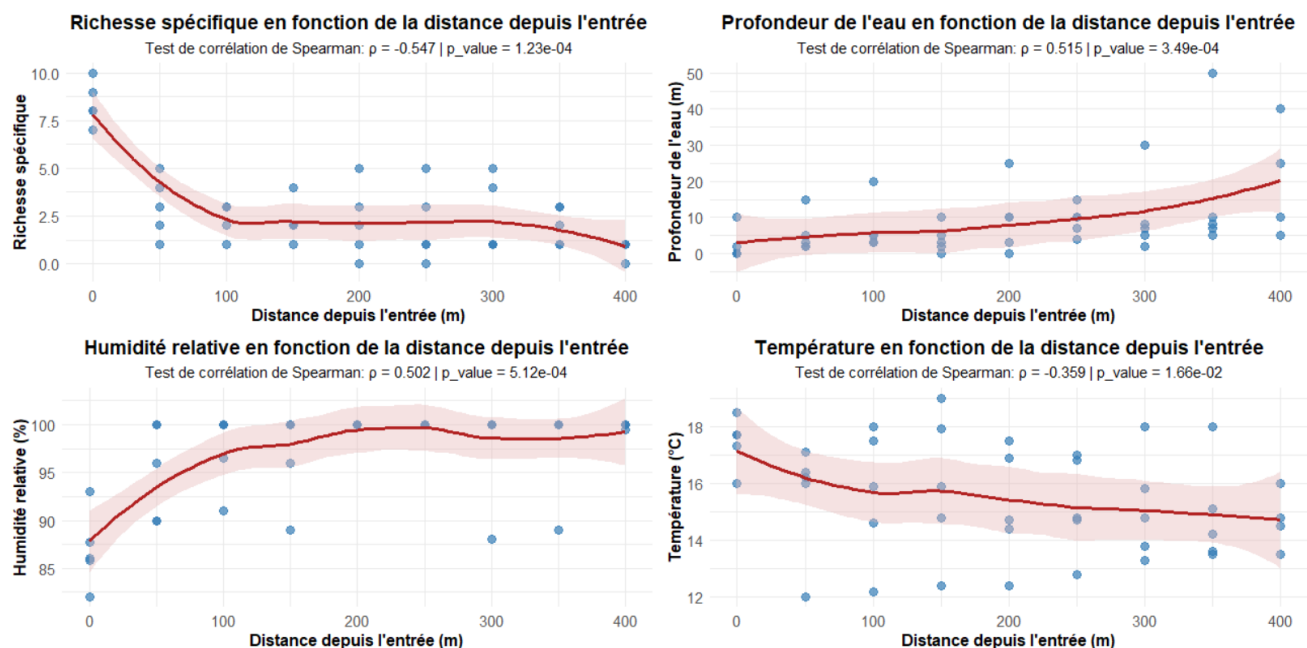 Richesse spécifique en fonction de la distance depuis l'entrée
Test de corrélation de Spearman: ρ = -0.547 | p_value = 1.23e-04
10.0
7.5
5.0
2.5
0.0
Richesse spécifique
0
100
200
300
400
Distance depuis l'entrée (m)
Profondeur de l'eau en fonction de la distance depuis l'entrée
Test de corrélation de Spearman: ρ = 0.515 | p_value = 3.49e-04
50
40
30
20
10
0
Profondeur de l'eau (m)
0
100
200
300
400
Distance depuis l'entrée (m)
Humidité relative en fonction de la distance depuis l'entrée
Test de corrélation de Spearman: ρ = 0.502 | p_value = 5.12e-04
100
95
90
85
Humidité relative (%)
0
100
200
300
400
Distance depuis l'entrée (m)
Température en fonction de la distance depuis l'entrée
Test de corrélation de Spearman: ρ = -0.359 | p_value = 1.66e-02
18
16
14
12
Température (°C)
0
100
200
300
400
Distance depuis l'entrée (m)